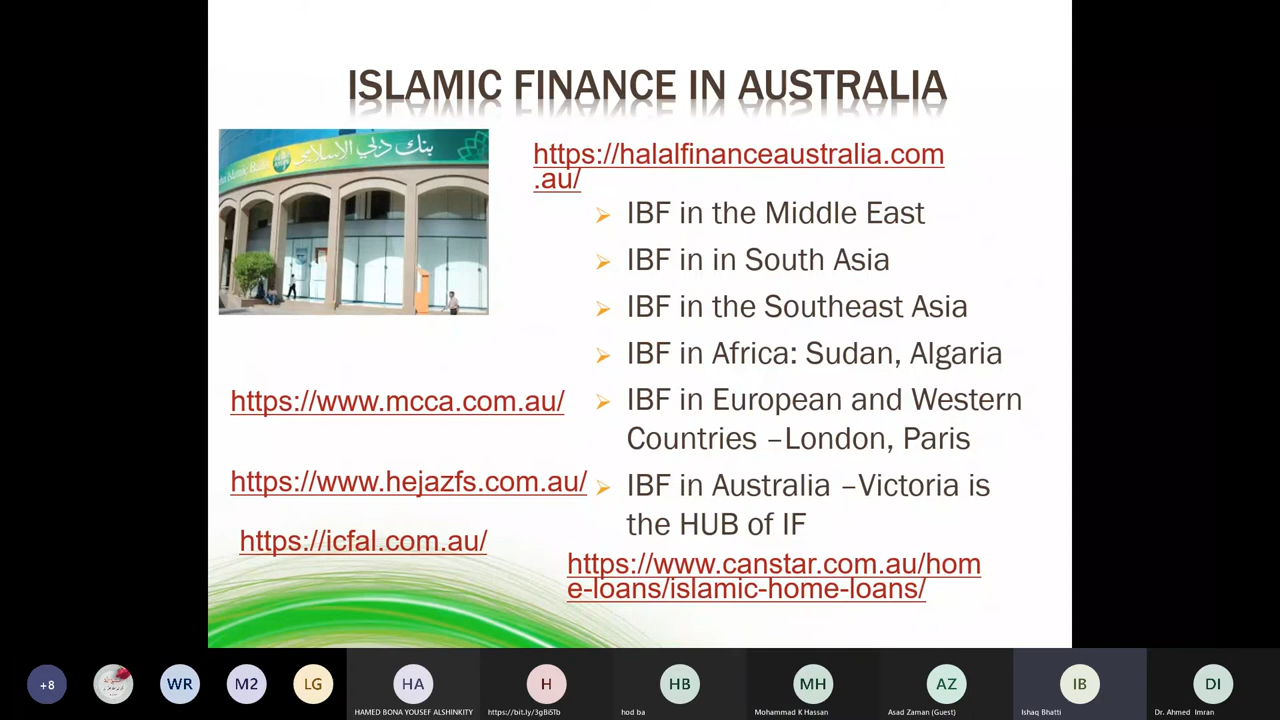 ISLAMIC FINANCE IN AUSTRALIA
بنك دبي الإسلامي
https://halalfinanceaustralia.com
.au/
IBF in the Middle East
IBF in in South Asia
IBF in the Southeast Asia
IBF in Africa: Sudan, Algaria
https://www.mcca.com.au/
IBF in European and Western
Countries –London, Paris
https://www.hejazfs.com.au/
IBF in Australia –Victoria is
the HUB of IF
https://icfal.com.au/
https://www.canstar.com.au/hom
e-loans/islamic-home-loans/
+8
WR
M2
LG
HA
H
HB
MH
AZ
IB
DI
HAMED BONA YOUSEF ALSHINKITY
https://bit.ly/3gBiSTb
hod ba
Mohammad K Hassan
Asad Zaman (Guest)
Ishaq Bhatti
Dr. Ahmed Imran